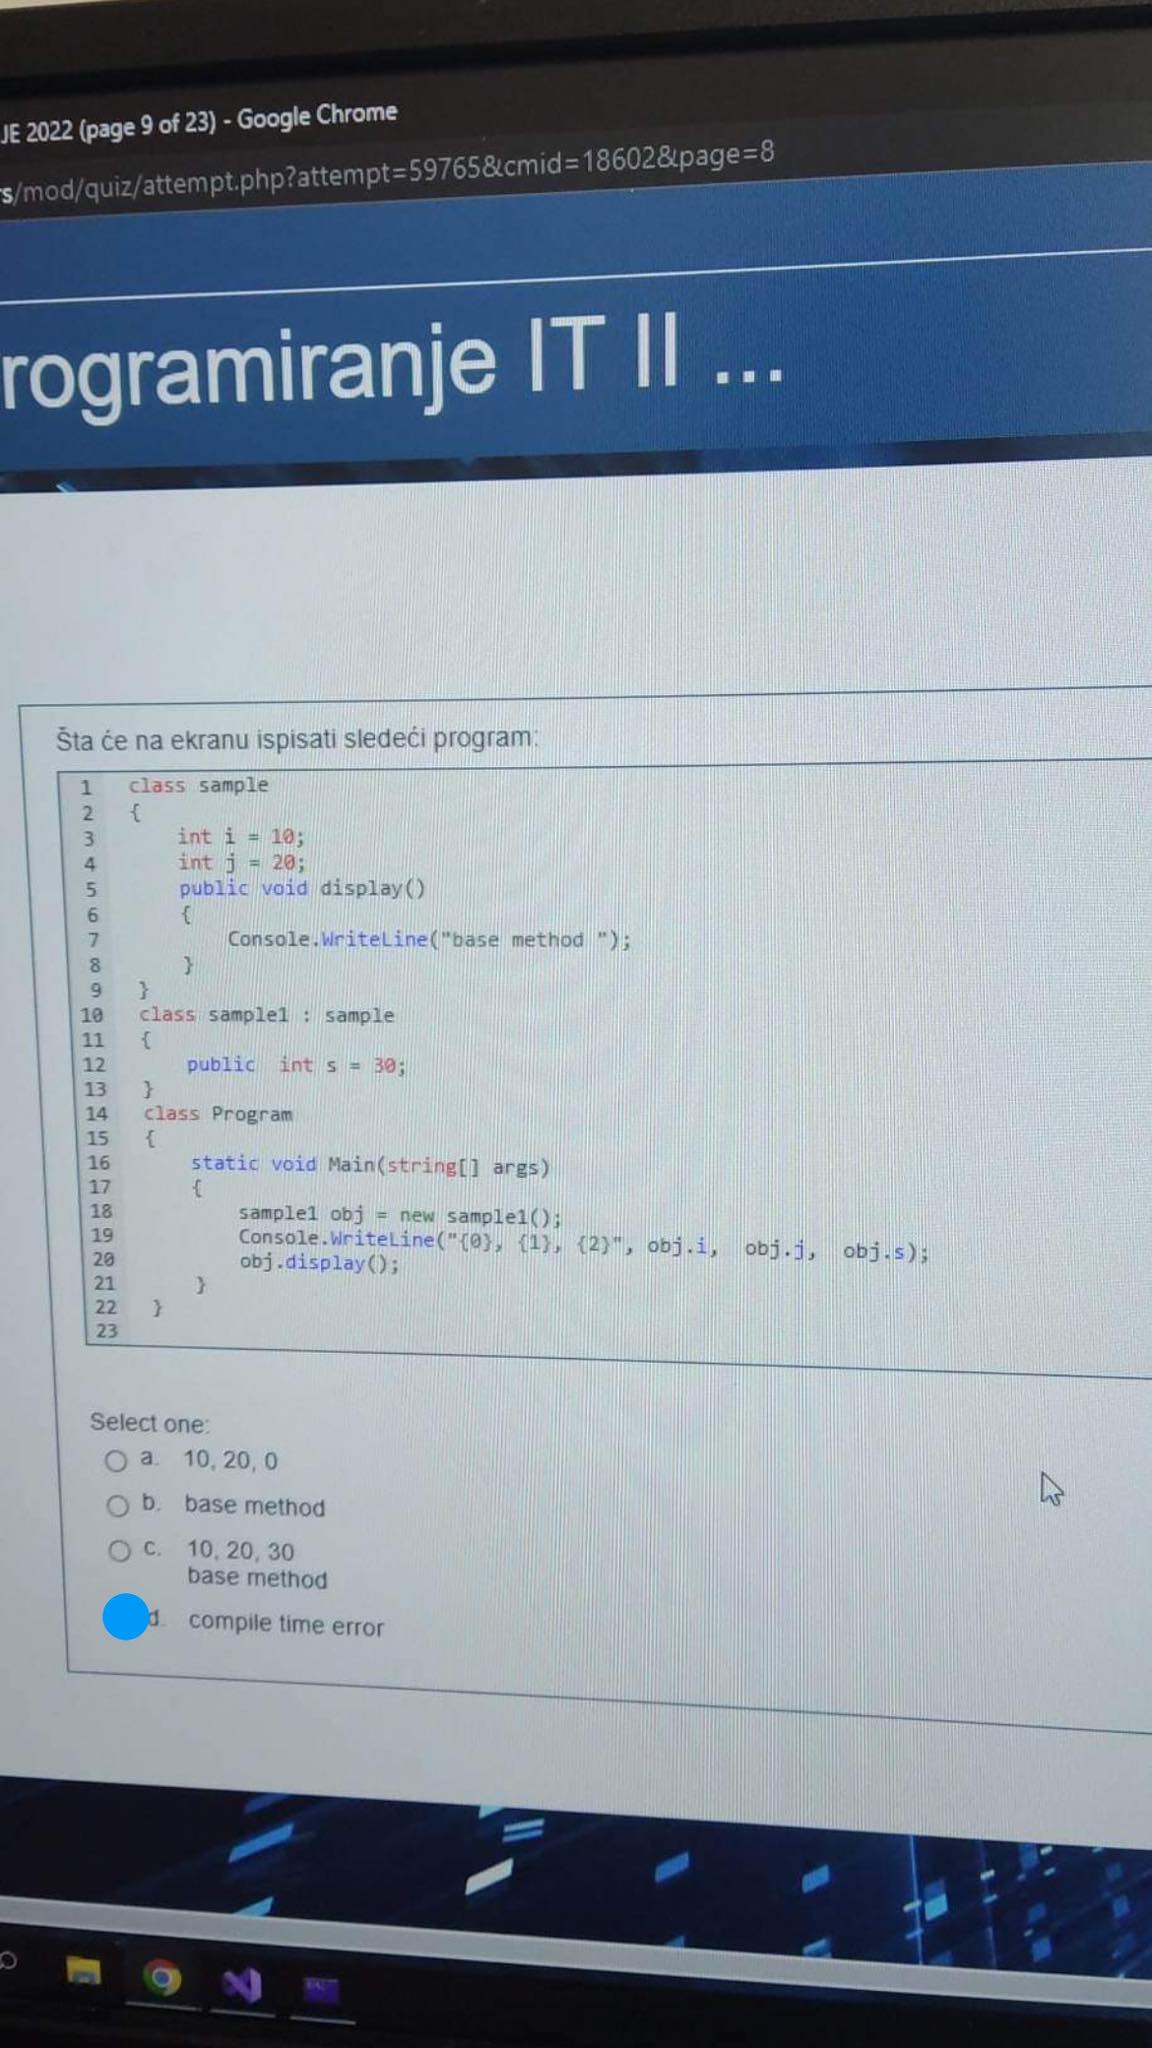 JE 2022 (page 9 of 23) - Google Chrome
s/mod/quiz/attempt.php?attempt=59765&cmid=18602&page=8
rogramiranje IT II ...
Šta će na ekranu ispisati sledeći program:
1 class sample
2 {
3 int i = 10;
4 int j = 20;
5 public void display()
6 {
7 Console.WriteLine("base method ");
8 }
9 }
10 class sample1 : sample
11 {
12 public int s = 30;
13 }
14 class Program
15 {
16 static void Main(string[] args)
17 {
18 sample1 obj = new sample1();
19 Console.WriteLine("{0}, {1}, {2}", obj.i, obj.j, obj.s);
20 obj.display();
21 }
22 }
23
Select one:
a. 10, 20, 0
b. base method
c. 10, 20, 30
base method
d. compile time error